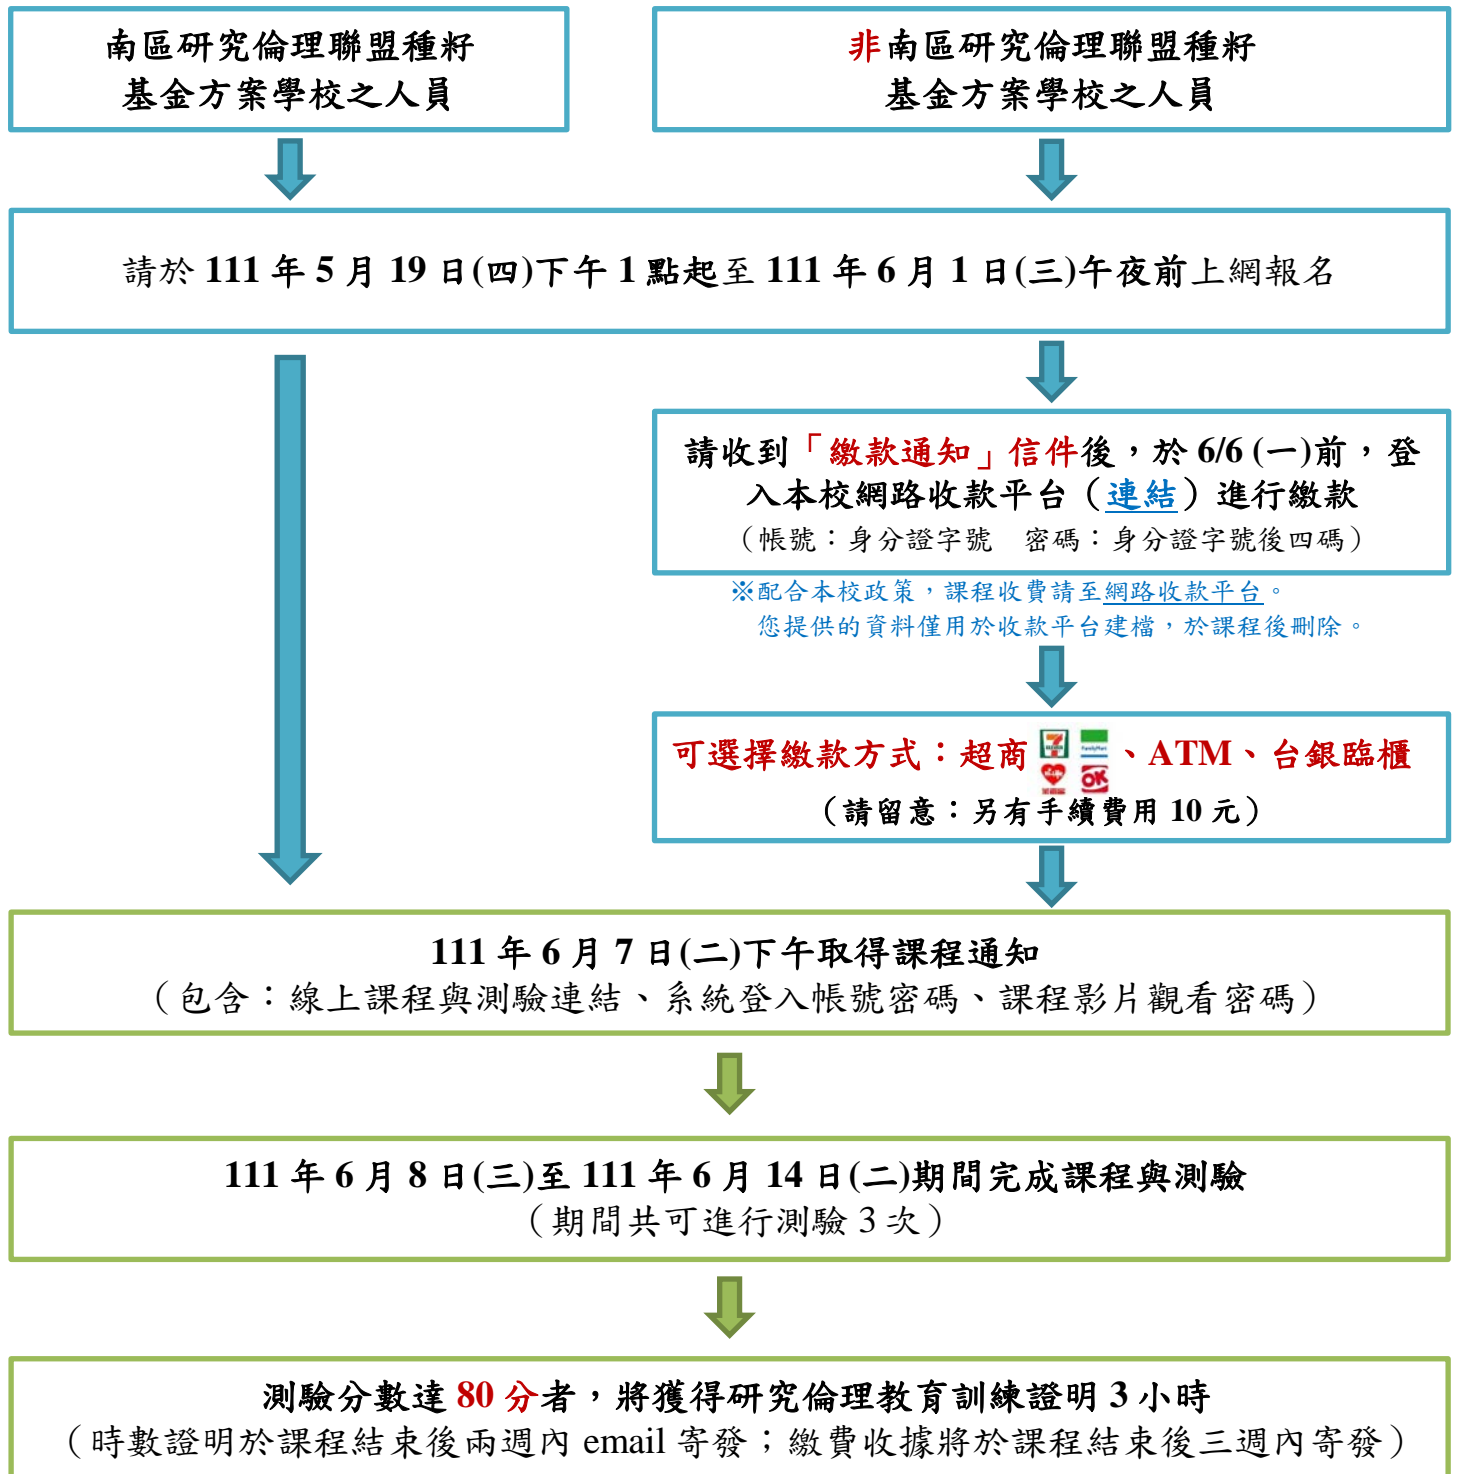 南區研究倫理聯盟種籽
基金方案學校之人員
非南區研究倫理聯盟種籽
基金方案學校之人員
請於 111 年 5 月 19 日(四)下午 1 點起至 111 年 6 月 1 日(三)午夜前上網報名
請收到「繳款通知」信件後，於 6/6 (一)前，登
入本校網路收款平台（連結）進行繳款
（帳號：身分證字號　密碼：身分證字號後四碼）
※配合本校政策，課程收費請至網路收款平台。
您提供的資料僅用於收款平台建檔，於課程後刪除。
可選擇繳款方式：超商 7 FamilyMart OK 、ATM、台銀臨櫃
（請留意：另有手續費用 10 元）
111 年 6 月 7 日(二)下午取得課程通知
（包含：線上課程與測驗連結、系統登入帳號密碼、課程影片觀看密碼）
111 年 6 月 8 日(三)至 111 年 6 月 14 日(二)期間完成課程與測驗
（期間共可進行測驗 3 次）
測驗分數達 80 分者，將獲得研究倫理教育訓練證明 3 小時
（時數證明於課程結束後兩週內 email 寄發；繳費收據將於課程結束後三週內寄發）